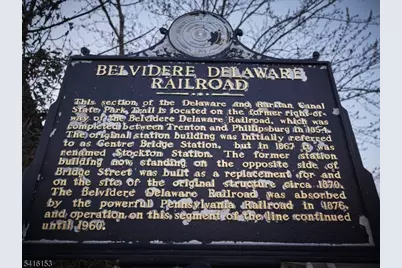 BELVIDERE DELAWARE
RAILROAD
This section of the Delaware and Raritan Canal
State Park Trail is located on the former right-of-
way of the Belvidere Delaware Railroad, which was
completed between Trenton and Phillipsburg in 1854.
The original station building was initially referred
to as Centre Bridge Station, but in 1867 it was
renamed Stockton Station. The former station
building now standing on the opposite side of
Bridge Street was built as a replacement for and
on the site of the original structure circa 1870.
The Belvidere Delaware Railroad was absorbed
by the powerful Pennsylvania Railroad in 1876,
and operation on this segment of the line continued
until 1960.
5416153